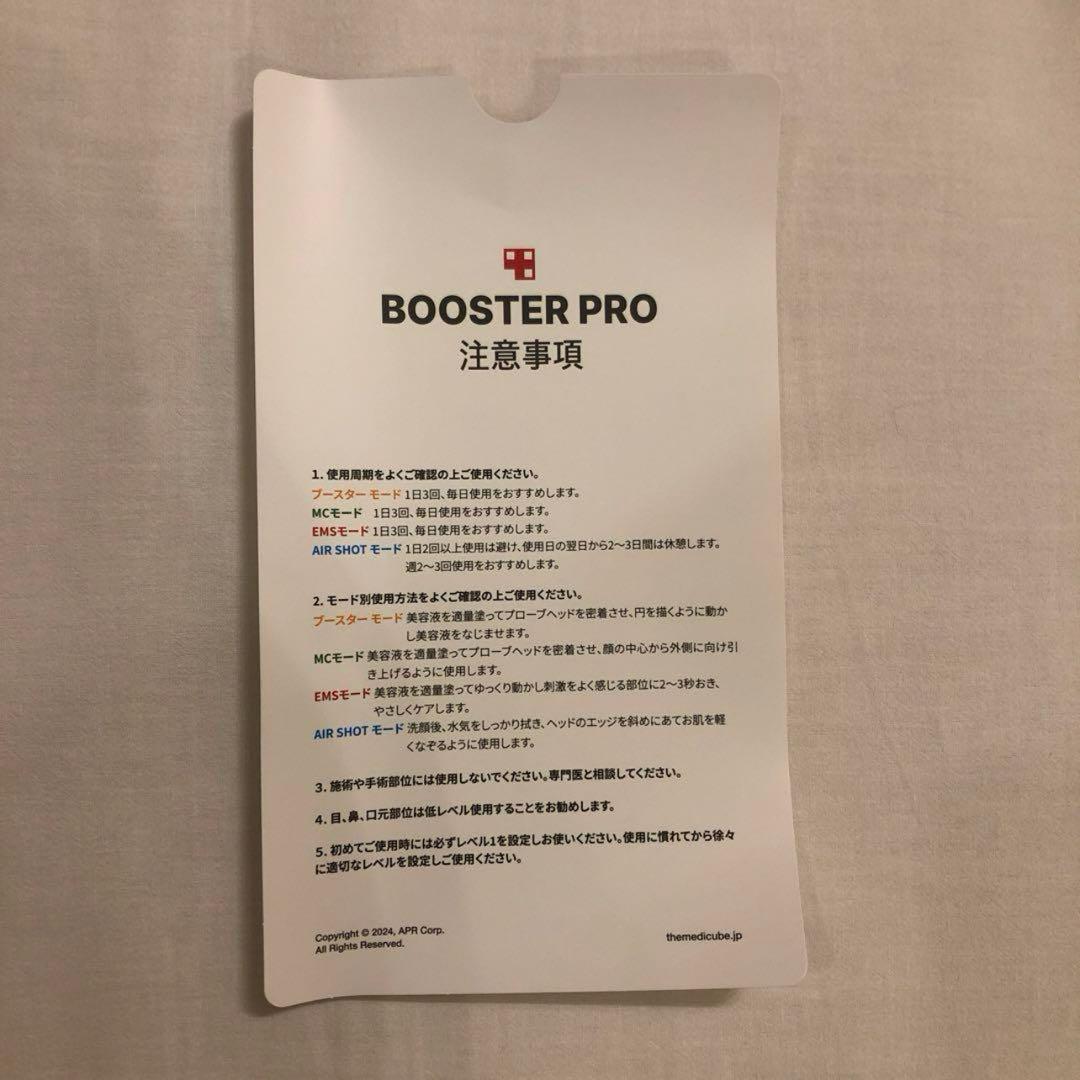 BOOSTER PRO
注意事項
1. 使用周期をよくご確認の上ご使用ください。
ブースター モード 1日3回、毎日使用をおすすめします。
MCモード 1日3回、毎日使用をおすすめします。
EMSモード 1日3回、毎日使用をおすすめします。
AIR SHOT モード 1日2回以上使用は避け、使用日の翌日から2〜3日間は休憩します。
週2〜3回使用をおすすめします。
2. モード別使用方法をよくご確認の上ご使用ください。
ブースター モード 美容液を適量塗ってプローブヘッドを密着させ、円を描くように動か
し美容液をなじませます。
MCモード 美容液を適量塗ってプローブヘッドを密着させ、顔の中心から外側に向け引
き上げるように使用します。
EMSモード 美容液を適量塗ってゆっくり動かし刺激をよく感じる部位に2〜3秒おき、
やさしくケアします。
AIR SHOT モード 洗顔後、水気をしっかり拭き、ヘッドのエッジを斜めにあてお肌を軽
くなぞるように使用します。
3. 施術や手術部位には使用しないでください。専門医と相談してください。
4. 目、鼻、口元部位は低レベル使用することをお勧めします。
5. 初めてご使用時には必ずレベル1を設定しお使いください。使用に慣れてから徐々
に適切なレベルを設定しご使用ください。
Copyright © 2024, APR Corp.
All Rights Reserved.
themedicube.jp